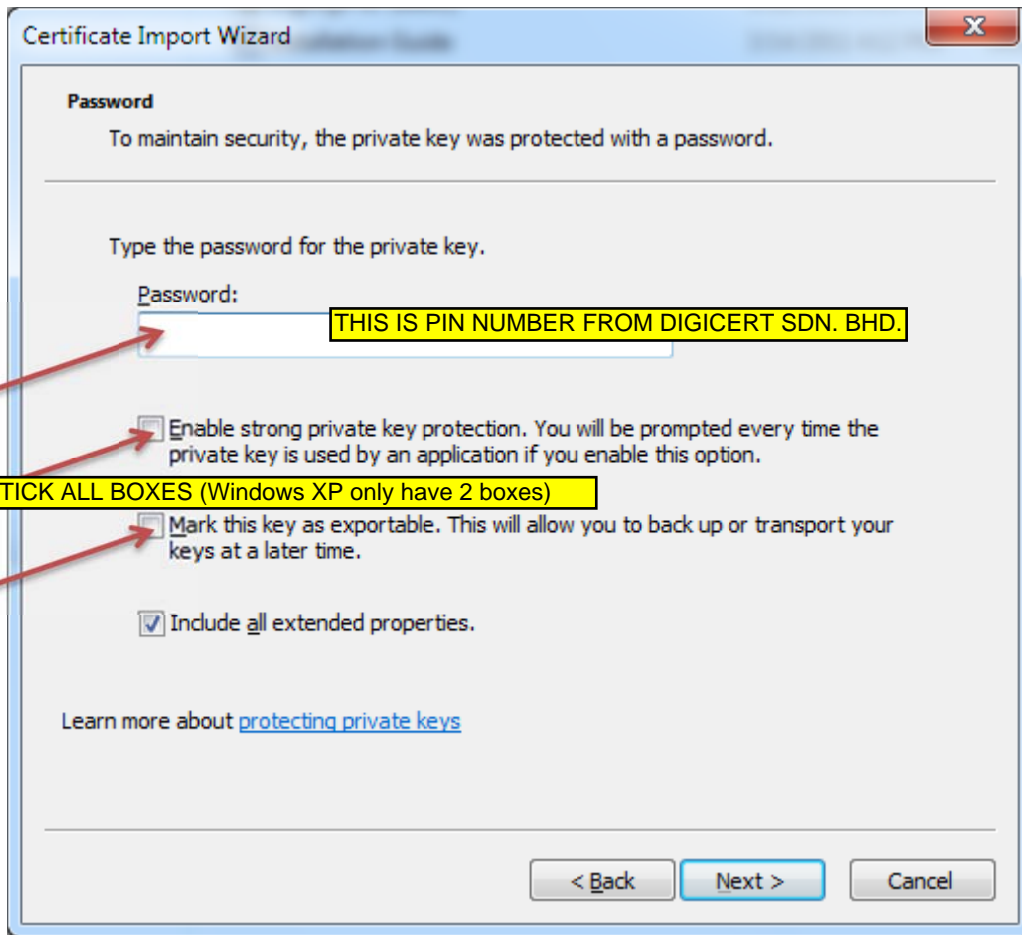 Certificate Import Wizard
Password
To maintain security, the private key was protected with a password.
Type the password for the private key.
Password:
THIS IS PIN NUMBER FROM DIGICERT SDN. BHD.
Enable strong private key protection. You will be prompted every time the
private key is used by an application if you enable this option.
TICK ALL BOXES (Windows XP only have 2 boxes)
Mark this key as exportable. This will allow you to back up or transport your
keys at a later time.
Include all extended properties.
Learn more about protecting private keys
< Back Next > Cancel